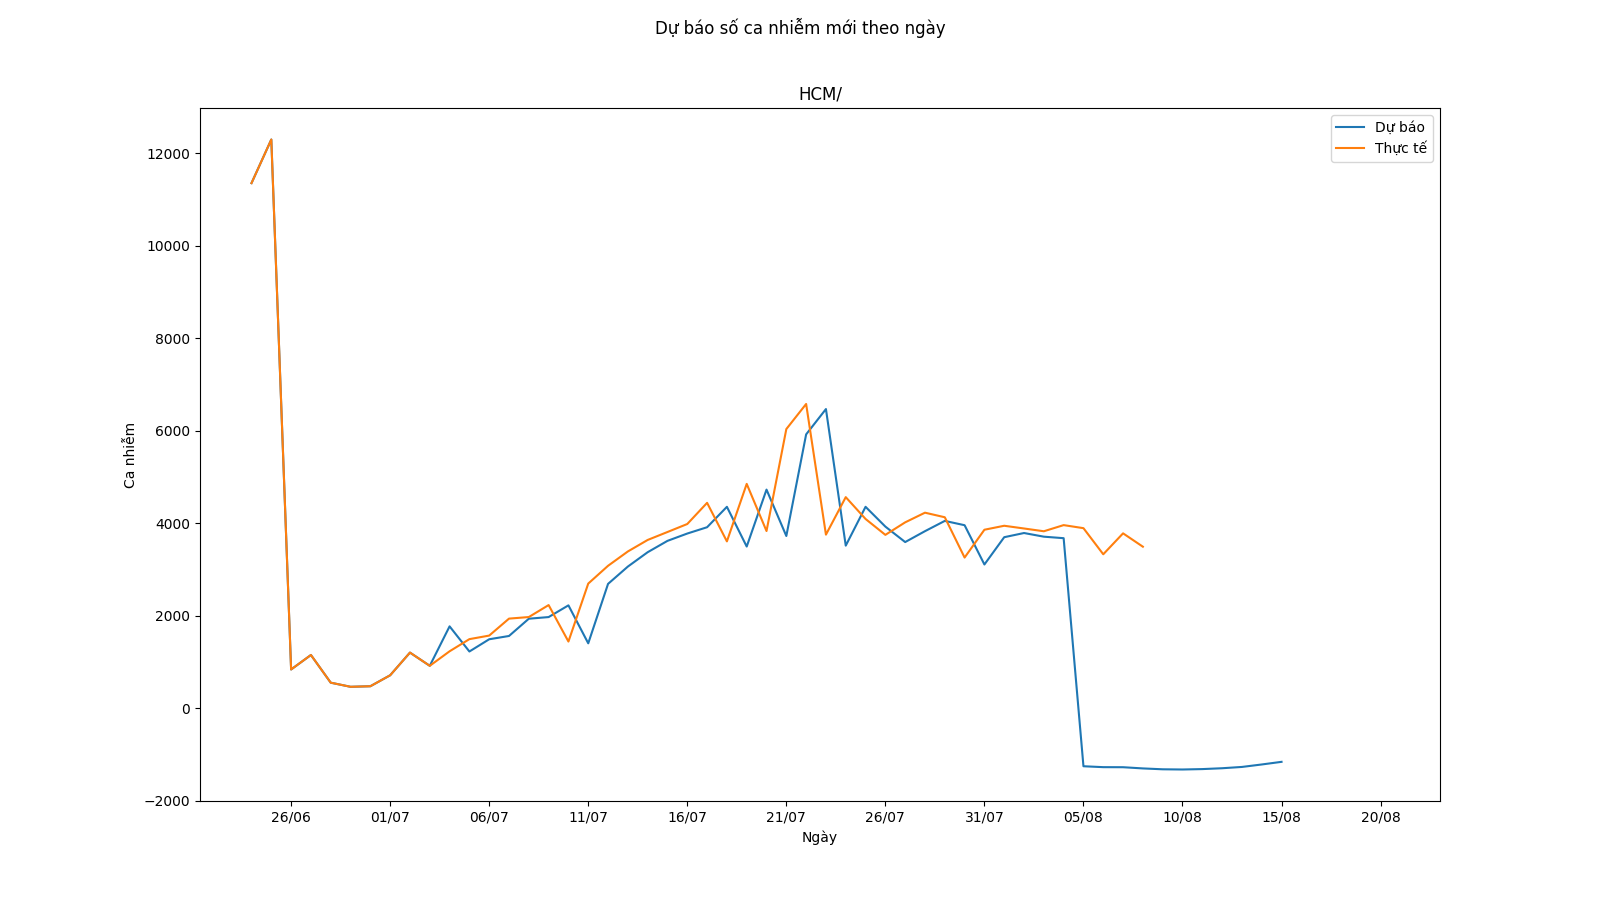 Dự báo số ca nhiễm mới theo ngày
HCM/
Dự báo
Thực tế
12000
10000
8000
6000
4000
2000
0
−2000
Ca nhiễm
26/06 01/07 06/07 11/07 16/07 21/07 26/07 31/07 05/08 10/08 15/08 20/08
Ngày